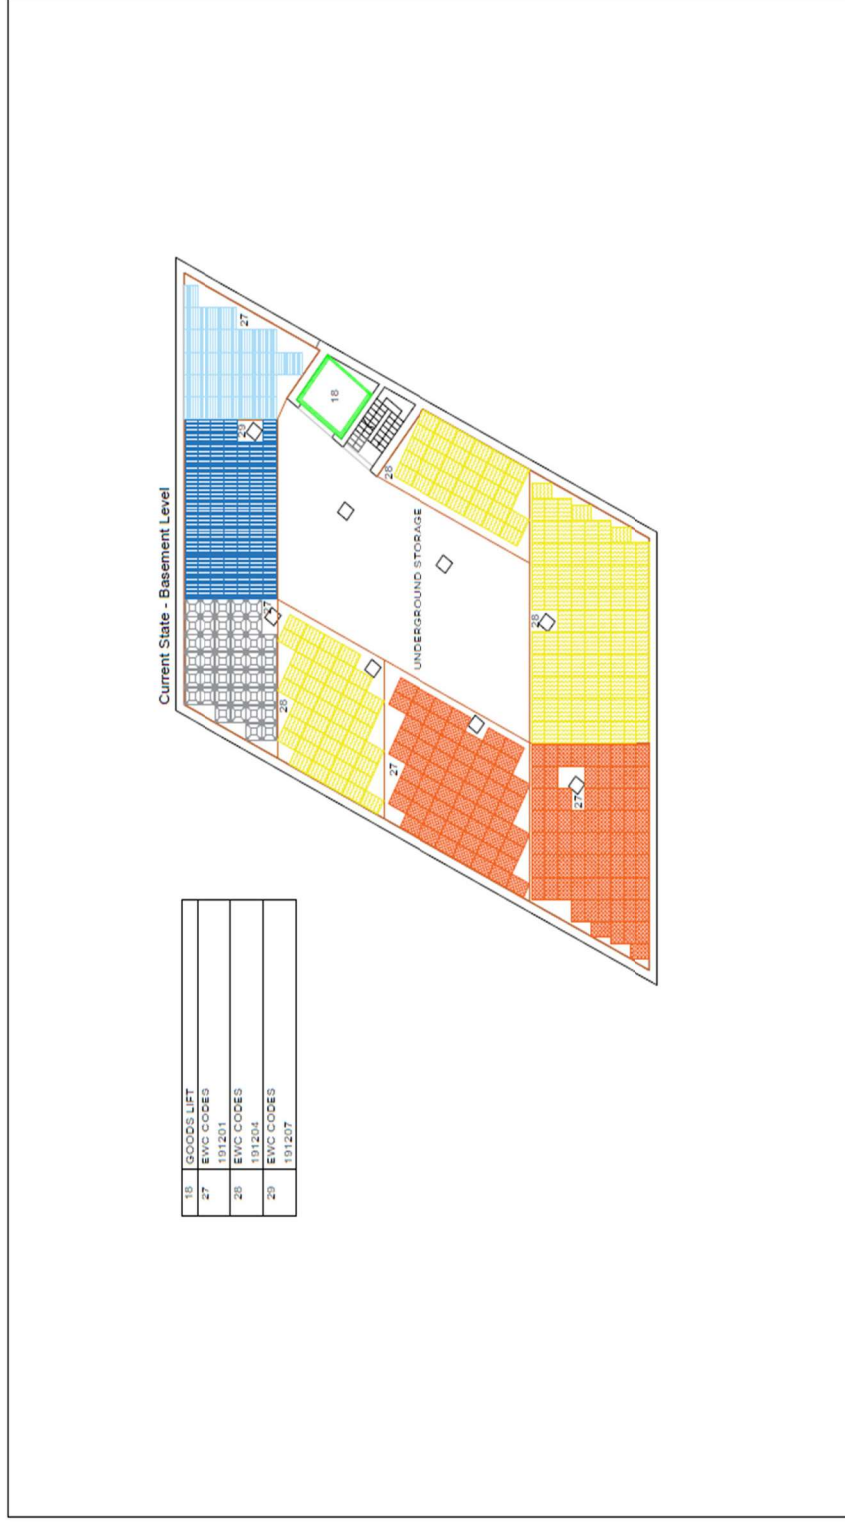 Current State - Basement Level
27
29
18
28
27
UNDERGROUND STORAGE
28
28
27
27
18 GOODS LIFT
27 EWC CODES
191201
28 EWC CODES
191204
29 EWC CODES
191207